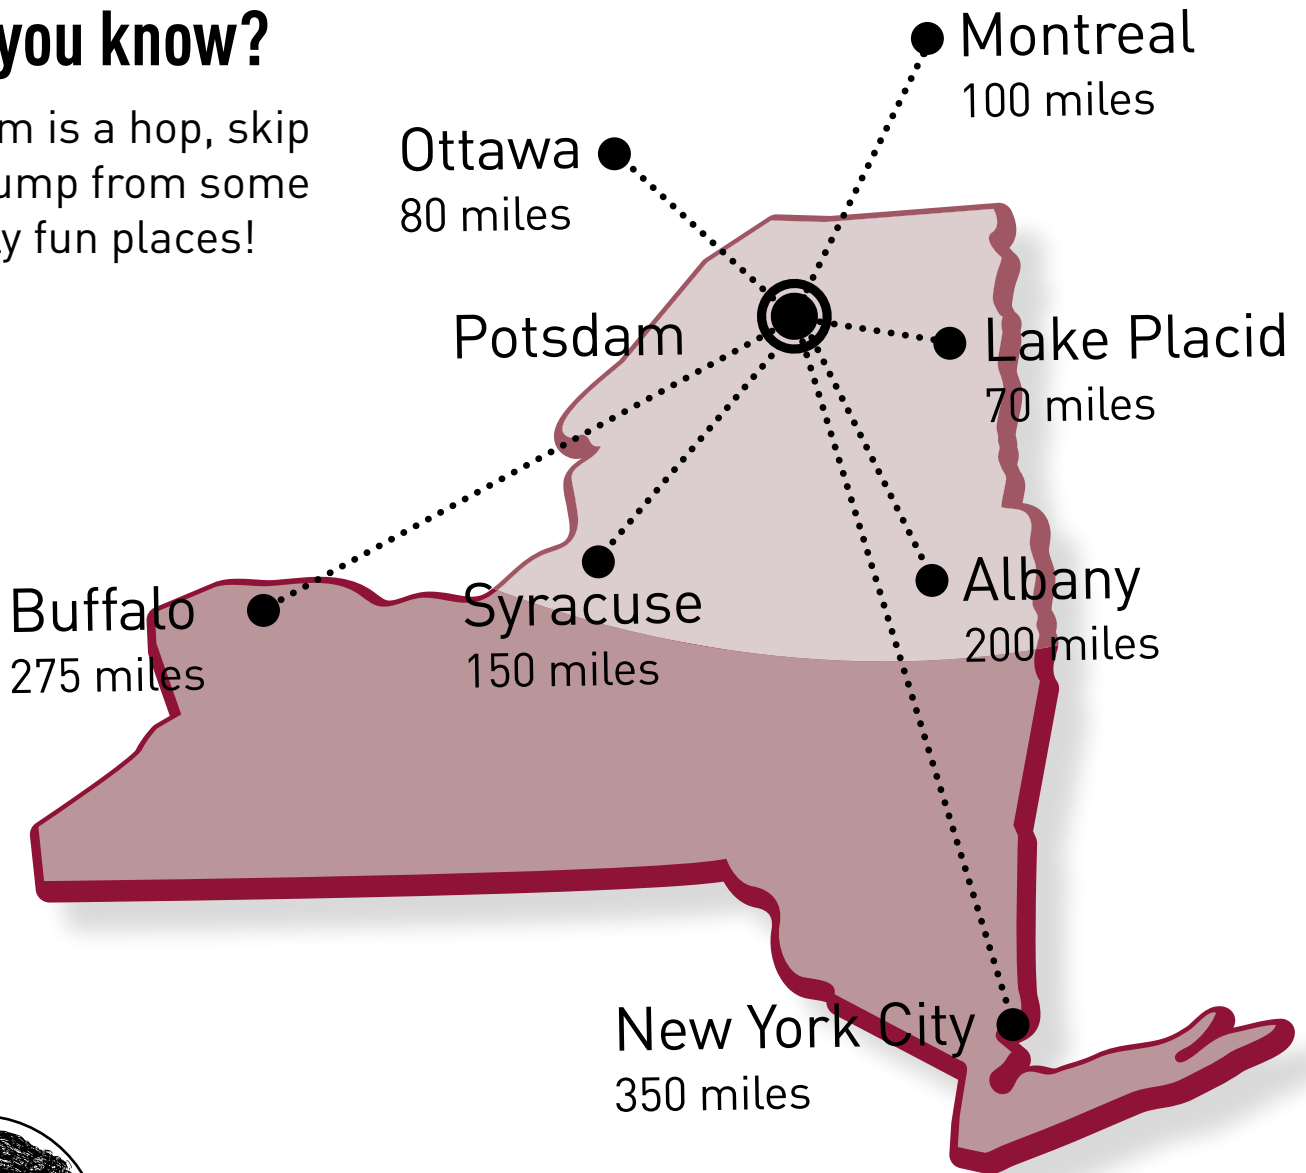 you know?
m is a hop, skip
ump from some
y fun places!
Montreal
100 miles
Ottawa
80 miles
Potsdam
Lake Placid
70 miles
Buffalo
275 miles
Syracuse
150 miles
Albany
200 miles
New York City
350 miles